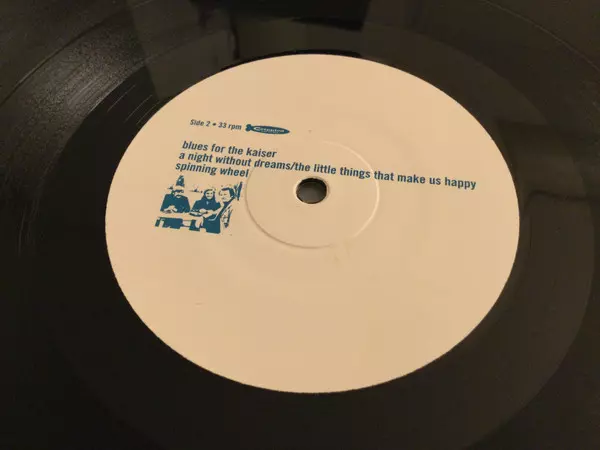 Side 2 • 33 rpm
blues for the kaiser
a night without dreams/the little things that make us happy
spinning wheel